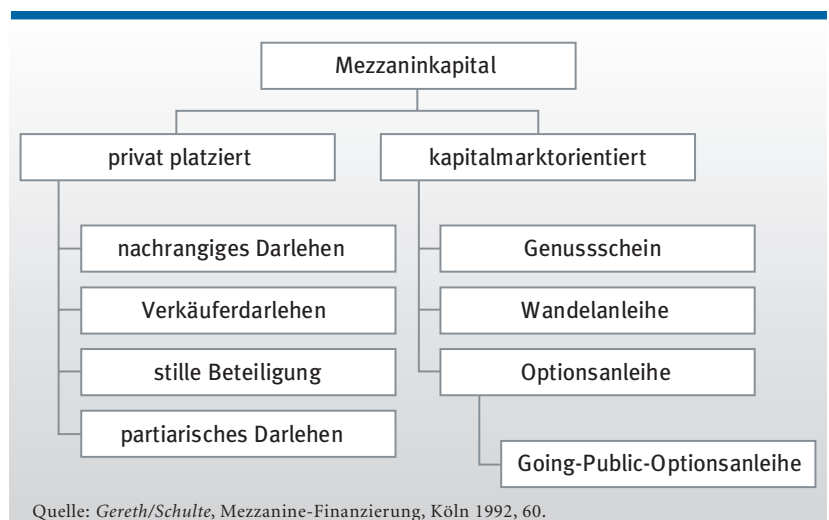 Mezzaninkapital
privat platziert
nachrangiges Darlehen
Verkäuferdarlehen
stille Beteiligung
partiarisches Darlehen
kapitalmarktorientiert
Genussschein
Wandelanleihe
Optionsanleihe
Going-Public-Optionsanleihe
Quelle: Gereth/Schulte, Mezzanine-Finanzierung, Köln 1992, 60.